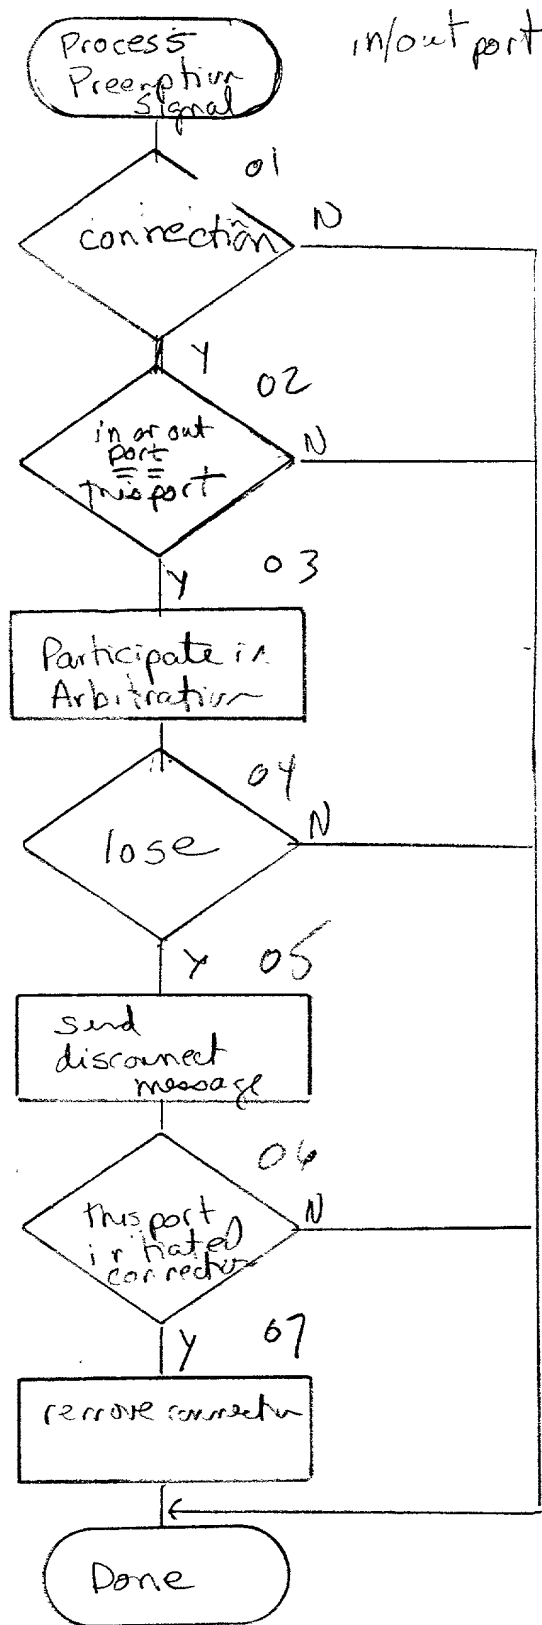 Process
Preemption
Signal
in/out port
01
connection
N
Y
02
in or out
port
==
this port
N
Y
03
Participate in
Arbitration
04
lose
N
Y
05
send
disconnect
message
06
this port
initiated
connection
N
Y
07
remove connection
Done